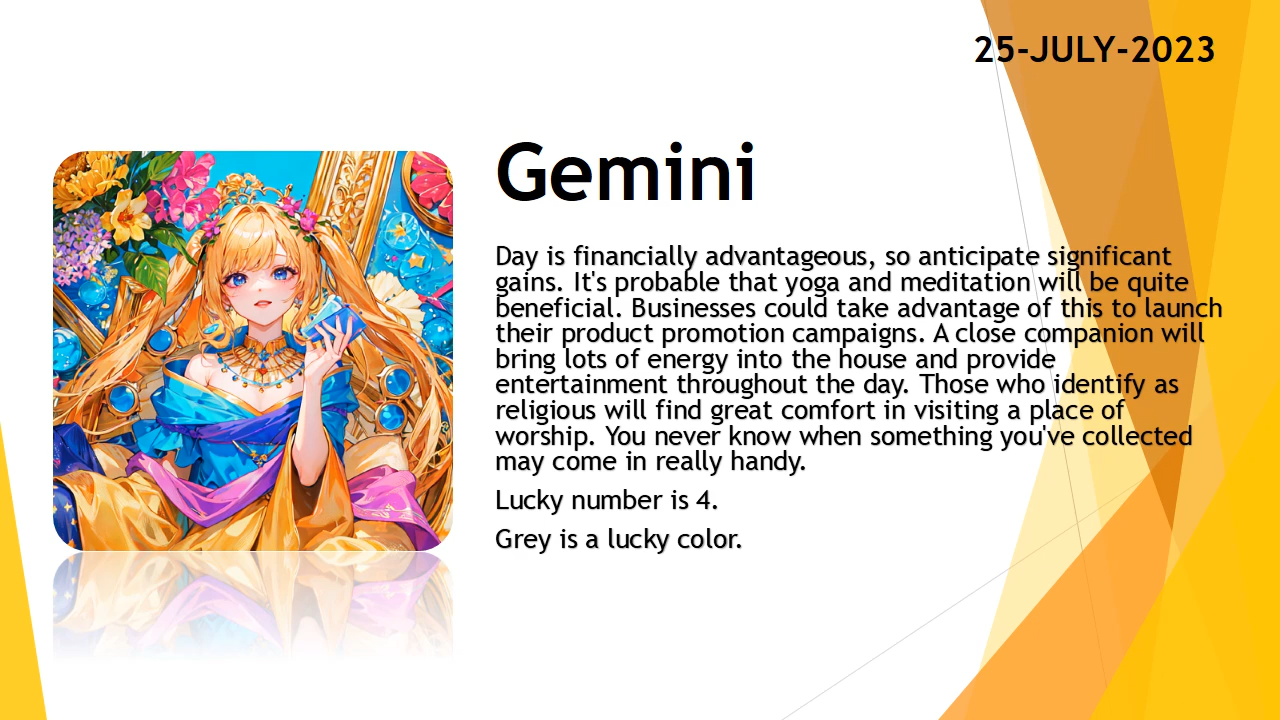 25-JULY-2023
Gemini
Day is financially advantageous, so anticipate significant
gains. It's probable that yoga and meditation will be quite
beneficial. Businesses could take advantage of this to launch
their product promotion campaigns. A close companion will
bring lots of energy into the house and provide
entertainment throughout the day. Those who identify as
religious will find great comfort in visiting a place of
worship. You never know when something you've collected
may come in really handy.
Lucky number is 4.
Grey is a lucky color.